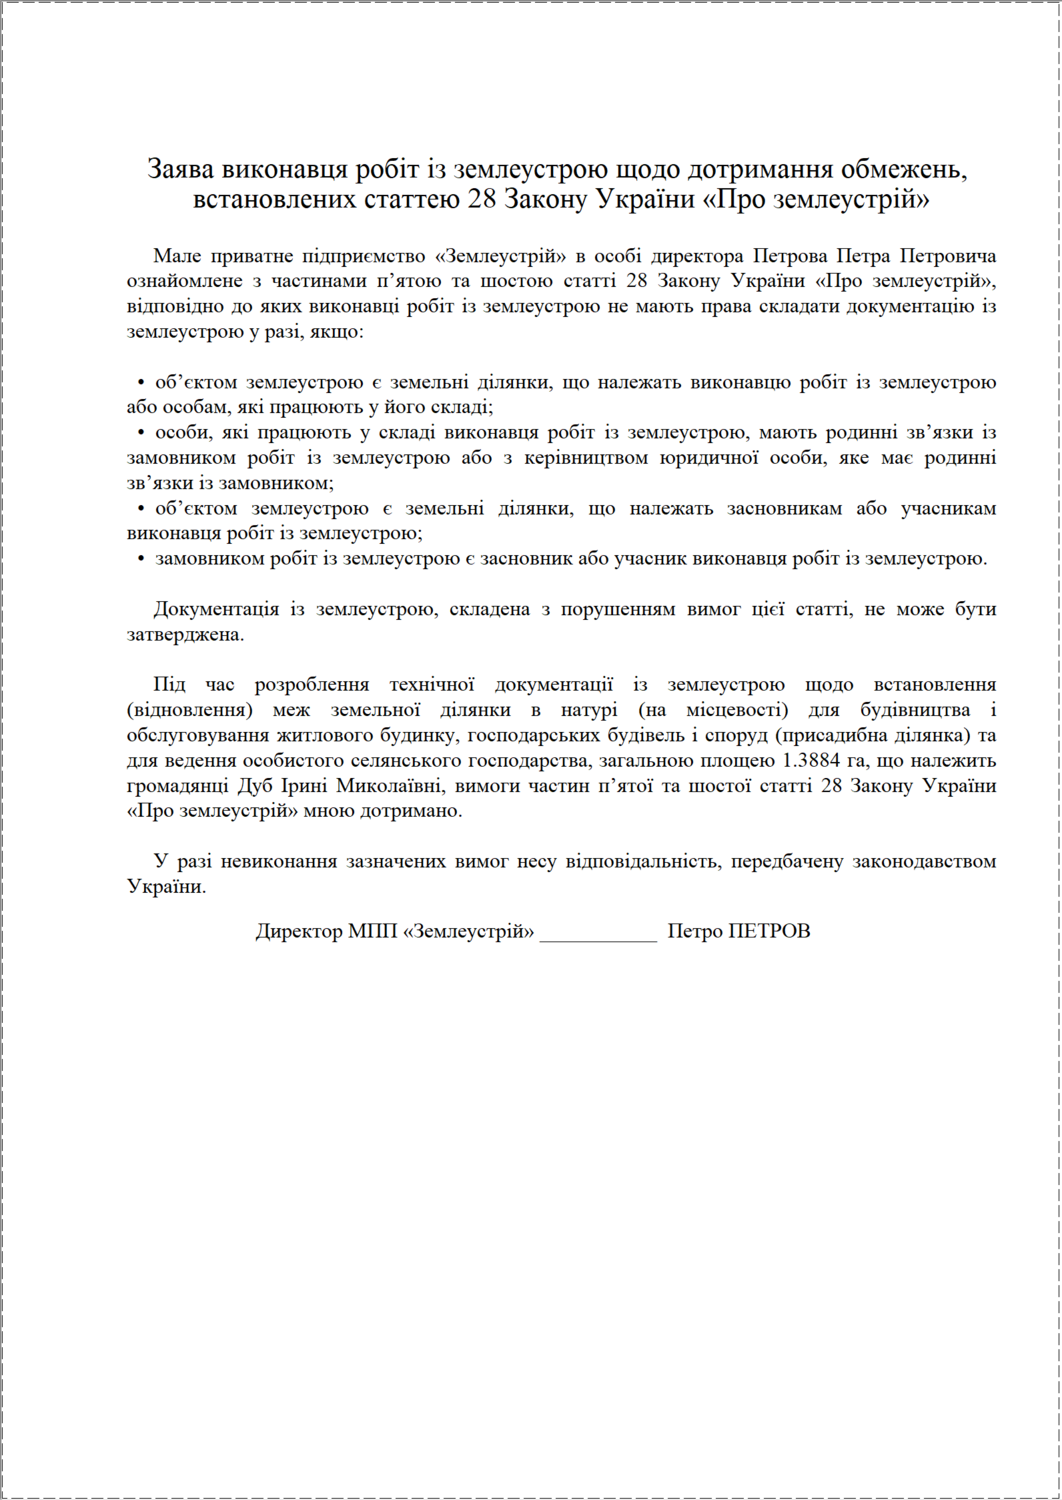 Заява виконавця робіт із землеустрою щодо дотримання обмежень,
встановлених статтею 28 Закону України «Про землеустрій»
Мале приватне підприємство «Землеустрій» в особі директора Петрова Петра Петровича
ознайомлене з частинами п’ятою та шостою статті 28 Закону України «Про землеустрій»,
відповідно до яких виконавці робіт із землеустрою не мають права складати документацію із
землеустрою у разі, якщо:
• об’єктом землеустрою є земельні ділянки, що належать виконавцю робіт із землеустрою
або особам, які працюють у його складі;
• особи, які працюють у складі виконавця робіт із землеустрою, мають родинні зв’язки із
замовником робіт із землеустрою або з керівництвом юридичної особи, яке має родинні
зв’язки із замовником;
• об’єктом землеустрою є земельні ділянки, що належать засновникам або учасникам
виконавця робіт із землеустрою;
• замовником робіт із землеустрою є засновник або учасник виконавця робіт із землеустрою.
Документація із землеустрою, складена з порушенням вимог цієї статті, не може бути
затверджена.
Під час розроблення технічної документації із землеустрою щодо встановлення
(відновлення) меж земельної ділянки в натурі (на місцевості) для будівництва і
обслуговування житлового будинку, господарських будівель і споруд (присадибна ділянка) та
для ведення особистого селянського господарства, загальною площею 1.3884 га, що належить
громадянці Дуб Ірині Миколаївні, вимоги частин п’ятої та шостої статті 28 Закону України
«Про землеустрій» мною дотримано.
У разі невиконання зазначених вимог несу відповідальність, передбачену законодавством
України.
Директор МПП «Землеустрій» ___________ Петро ПЕТРОВ